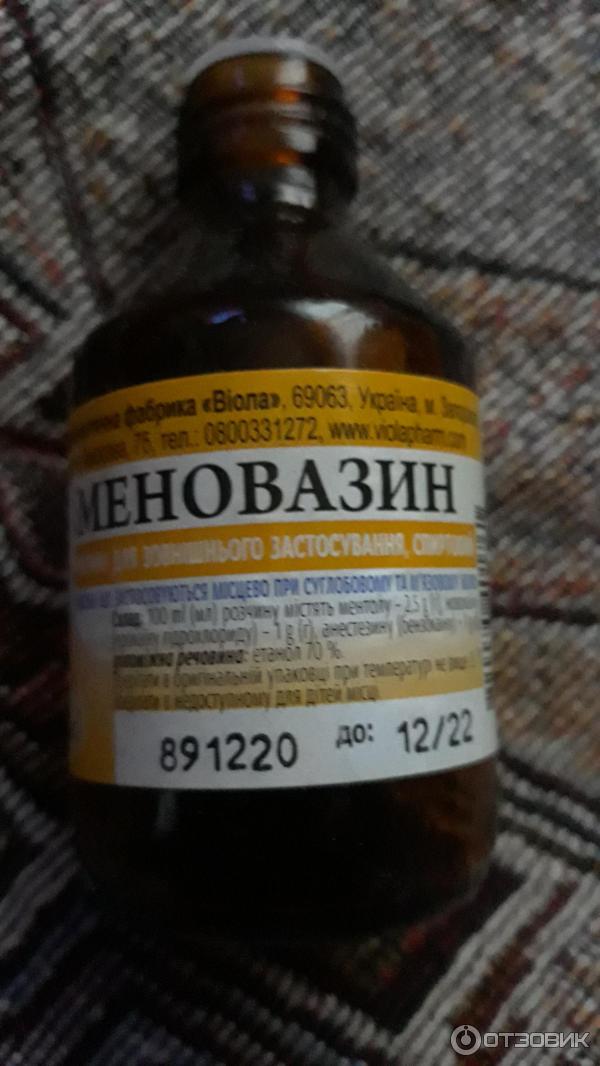 фабрика «Віола», 69063, Україна, м.
75, тел.: 0800331272, www.violapharm.com
МЕНОВАЗИН
ДЛЯ ЗОВНІШНЬОГО ЗАСТОСУВАННЯ,
ЩО ЗАСТОСОВУЮТЬСЯ МІСЦЕВО ПРИ СУГЛОБОВОМУ ТА М'ЯЗОВОМУ
Склад: 100 ml (мл) розчину містять ментолу – 2,5 g (г),
гідрохлориду) – 1 g (г), анестезину
речовина: етанол 70 %.
в оригінальній упаковці при температурі не вище
в недоступному для дітей місці.
891220 до: 12/22
ОТЗОВИК